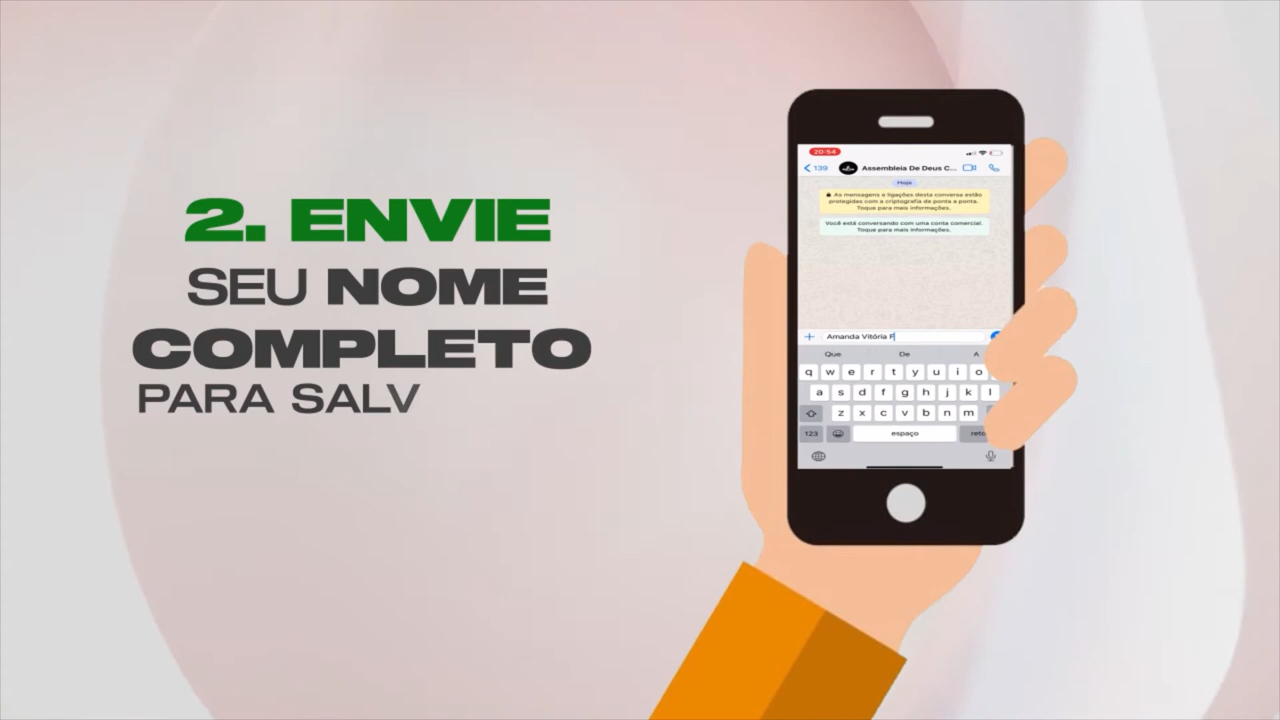 2. ENVIE
SEU NOME
COMPLETO
PARA SALV
20:54
139
Assembleia De Deus C...
Hoje
As mensagens e ligações desta conversa estão
protegidas com a criptografia de ponta a ponta.
Toque para mais informações.
Você está conversando com uma conta comercial.
Toque para mais informações.
Amanda Vitória F
Que De A
q w e r t y u i o
a s d f g h j k l
z x c v b n m
123 espaço reto